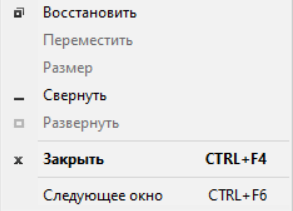 Восстановить
Переместить
Размер
Свернуть
Развернуть
Закрыть CTRL+F4
Следующее окно CTRL+F6